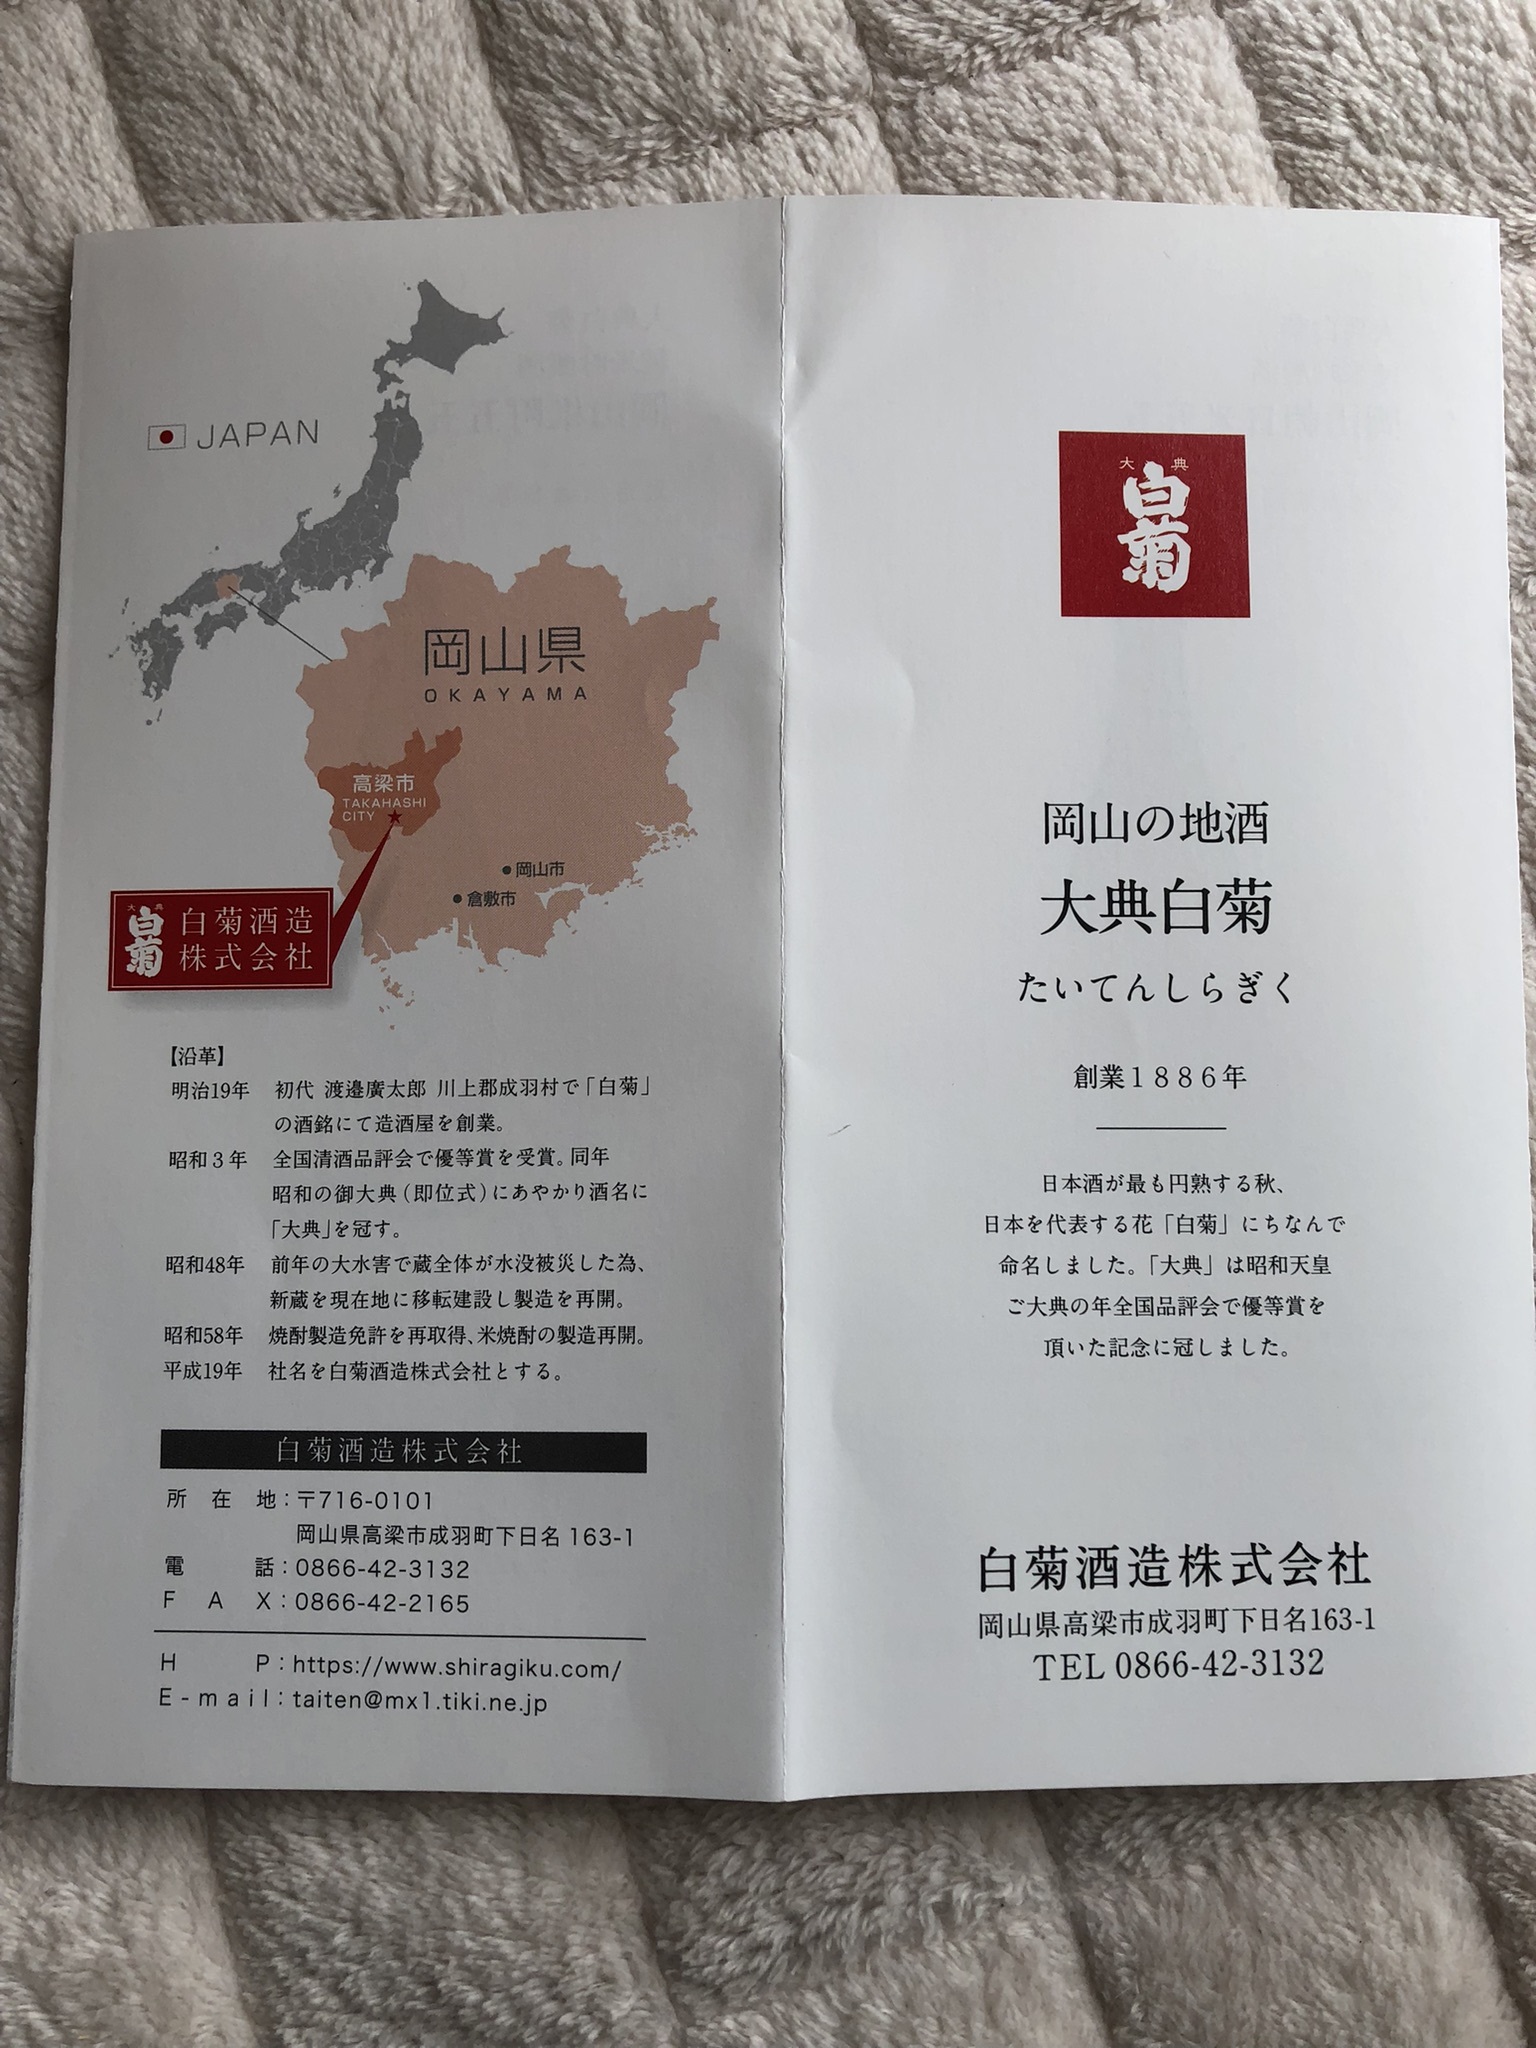 JAPAN
岡山県
OKAYAMA
高梁市
TAKAHASHI
CITY
岡山市
倉敷市
大典
白菊
白菊酒造
株式会社
【沿革】
明治19年 初代 渡邉廣太郎 川上郡成羽村で「白菊」
の酒銘にて造酒屋を創業。
昭和3年 全国清酒品評会で優等賞を受賞。同年
昭和の御大典(即位式)にあやかり酒名に
「大典」を冠す。
昭和48年 前年の大水害で蔵全体が水没被災した為、
新蔵を現在地に移転建設し製造を再開。
昭和58年 焼酎製造免許を再取得、米焼酎の製造再開。
平成19年 社名を白菊酒造株式会社とする。
白菊酒造株式会社
所在地:〒716-0101
岡山県高梁市成羽町下日名 163-1
電話:0866-42-3132
FAX:0866-42-2165
HP:https://www.shiragiku.com/
E-mail:taiten@mx1.tiki.ne.jp
大典
白菊
岡山の地酒
大典白菊
たいてんしらぎく
創業1886年
日本酒が最も円熟する秋、
日本を代表する花「白菊」にちなんで
命名しました。「大典」は昭和天皇
ご大典の年全国品評会で優等賞を
頂いた記念に冠しました。
白菊酒造株式会社
岡山県高梁市成羽町下日名163-1
TEL 0866-42-3132